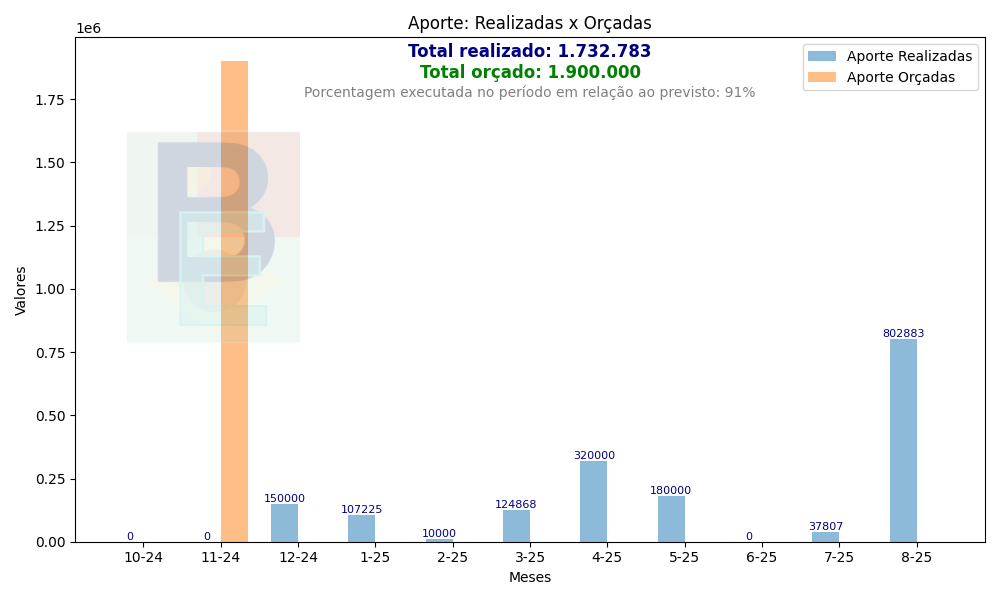 Aporte: Realizadas x Orçadas
1e6
Total realizado: 1.732.783
Total orçado: 1.900.000
Porcentagem executada no período em relação ao previsto: 91%
Aporte Realizadas
Aporte Orçadas
1.75
1.50
1.25
1.00
0.75
0.50
0.25
0.00
Valores
B
E
0
0
150000
107225
10000
124868
320000
180000
0
37807
802883
10-24
11-24
12-24
1-25
2-25
3-25
4-25
5-25
6-25
7-25
8-25
Meses